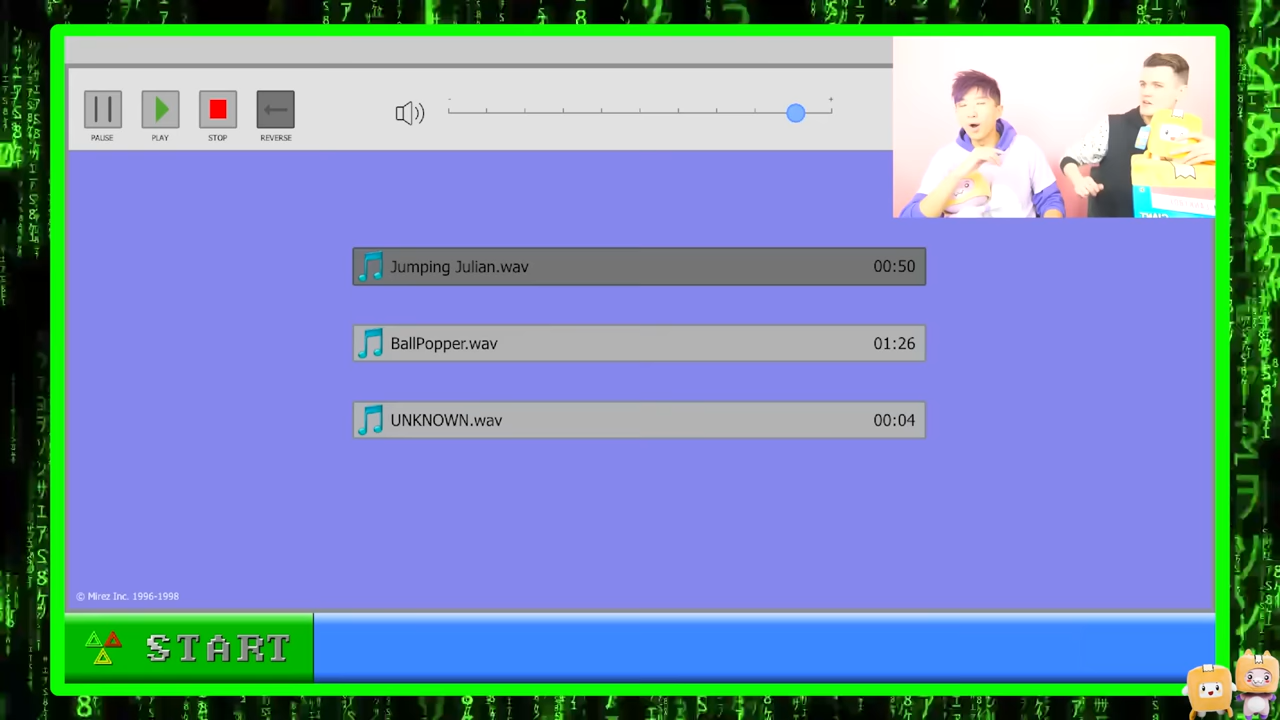 PAUSE
PLAY
STOP
REVERSE
Jumping Julian.wav 00:50
BallPopper.wav 01:26
UNKNOWN.wav 00:04
© Mirez Inc. 1996-1998
START